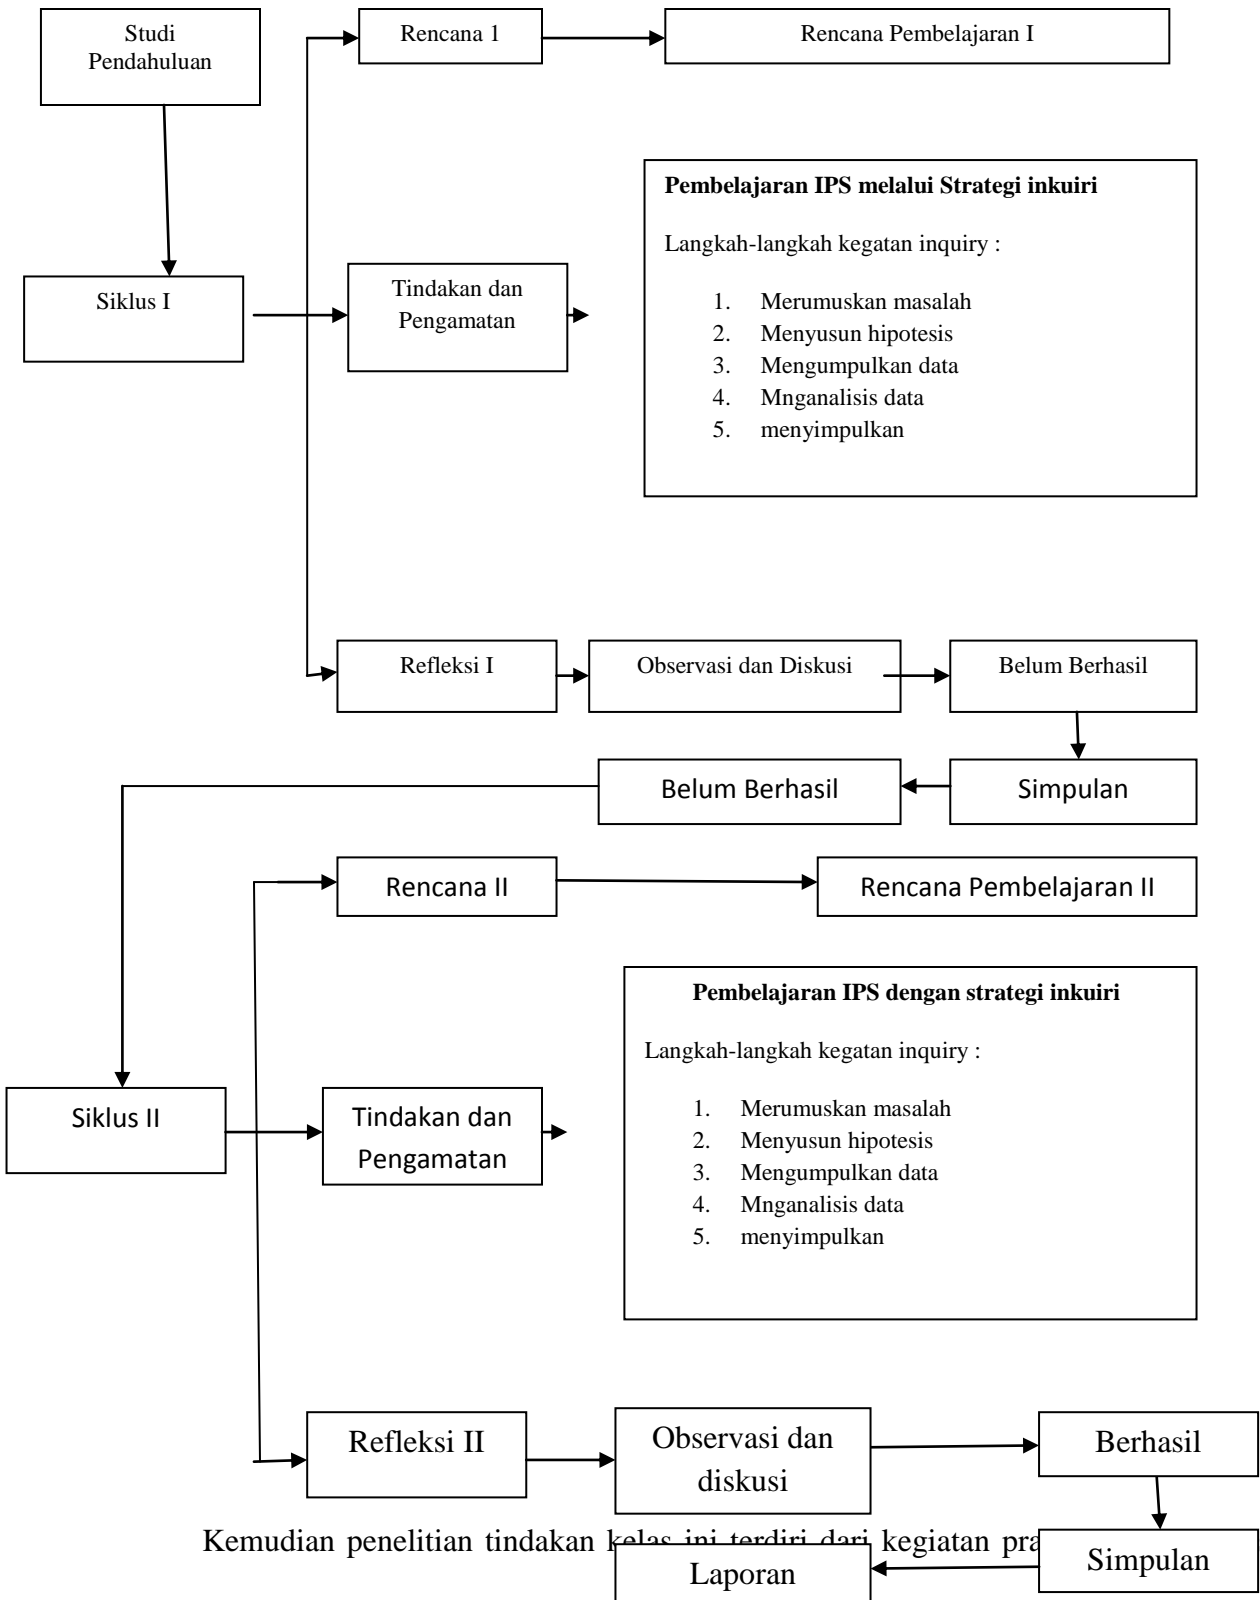 Studi
Pendahuluan
Rencana 1
Rencana Pembelajaran I
Pembelajaran IPS melalui Strategi inkuiri
Langkah-langkah kegatan inquiry :
1. Merumuskan masalah
2. Menyusun hipotesis
3. Mengumpulkan data
4. Mnganalisis data
5. menyimpulkan
Siklus I
Tindakan dan
Pengamatan
Refleksi I
Observasi dan Diskusi
Belum Berhasil
Belum Berhasil
Simpulan
Rencana II
Rencana Pembelajaran II
Pembelajaran IPS dengan strategi inkuiri
Langkah-langkah kegatan inquiry :
1. Merumuskan masalah
2. Menyusun hipotesis
3. Mengumpulkan data
4. Mnganalisis data
5. menyimpulkan
Siklus II
Tindakan dan
Pengamatan
Refleksi II
Observasi dan
diskusi
Berhasil
Kemudian penelitian tindakan kelas ini terdiri dari kegiatan pra
Simpulan
Laporan